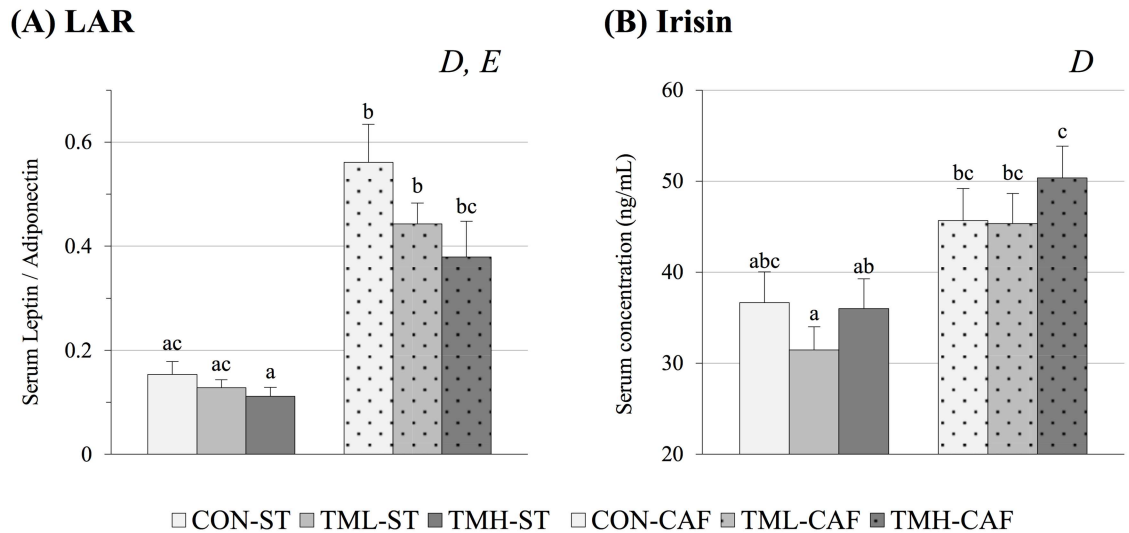 (A) LAR
D, E
Serum Leptin / Adiponectin
0.6
0.4
0.2
0
ac
ac
a
b
b
bc
(B) Irisin
D
Serum concentration (ng/mL)
60
50
40
30
20
abc
a
ab
bc
bc
c
CON-ST TML-ST TMH-ST CON-CAF TML-CAF TMH-CAF